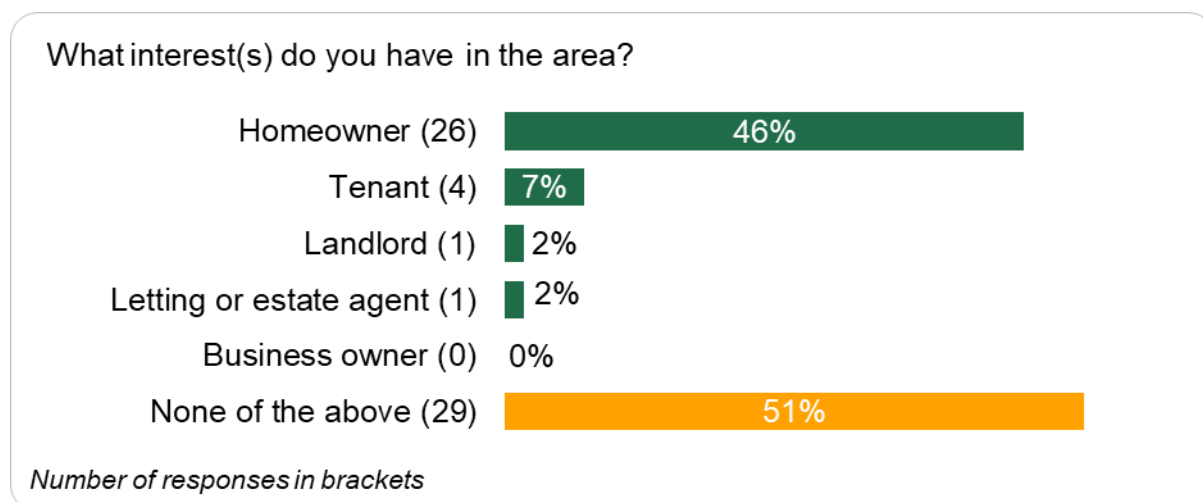 What interest(s) do you have in the area?
Homeowner (26) 46%
Tenant (4) 7%
Landlord (1) 2%
Letting or estate agent (1) 2%
Business owner (0) 0%
None of the above (29) 51%
Number of responses in brackets